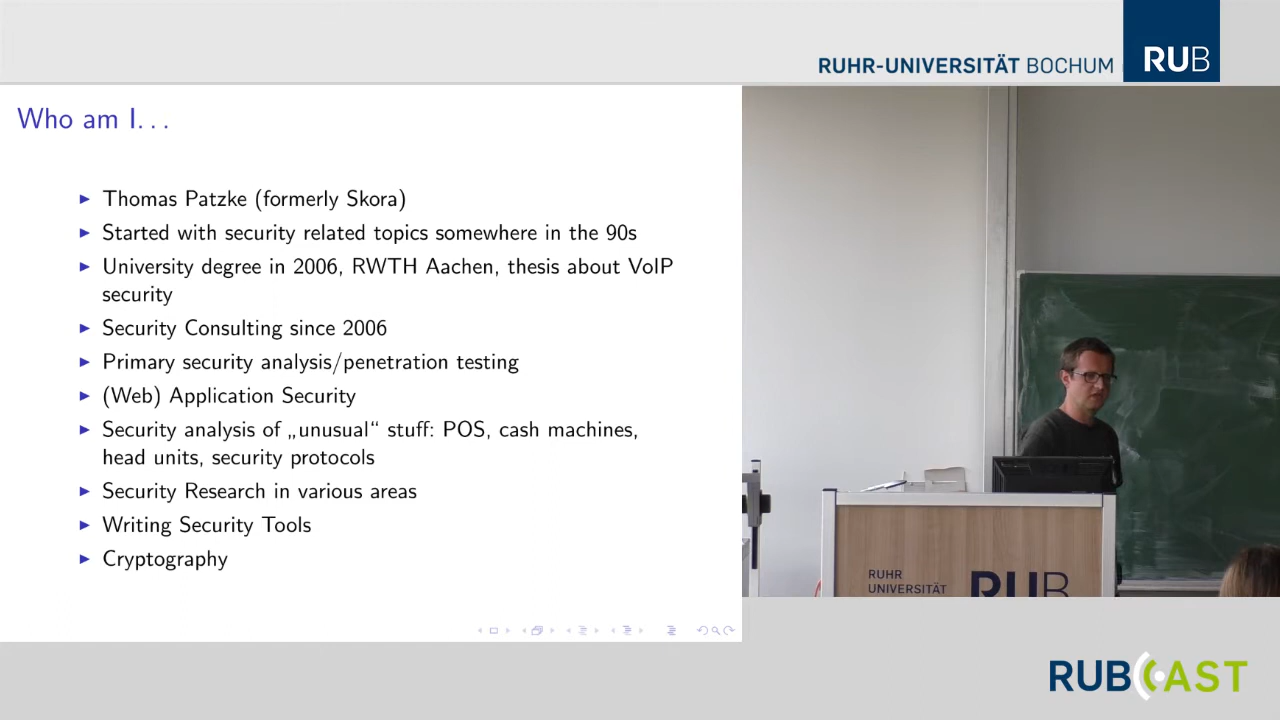 RUHR-UNIVERSITÄT BOCHUM
RUB
Who am I...
Thomas Patzke (formerly Skora)
Started with security related topics somewhere in the 90s
University degree in 2006, RWTH Aachen, thesis about VoIP
security
Security Consulting since 2006
Primary security analysis/penetration testing
(Web) Application Security
Security analysis of „unusual“ stuff: POS, cash machines,
head units, security protocols
Security Research in various areas
Writing Security Tools
Cryptography
RUHR
UNIVERSITÄT
RUB
RUBCAST